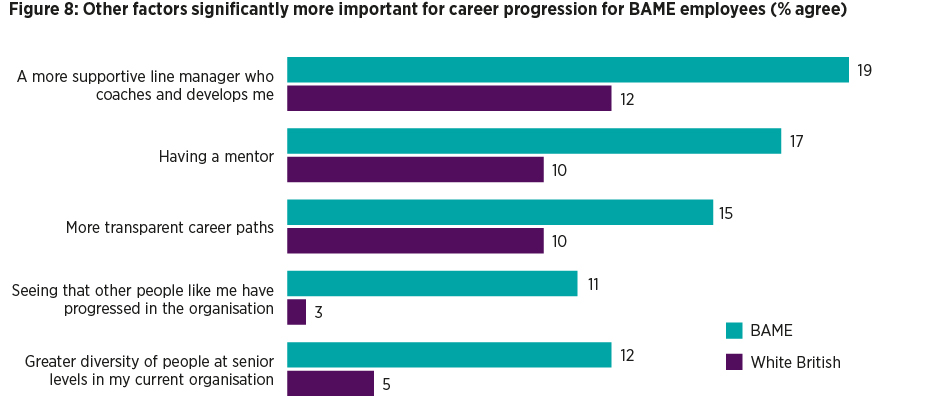 Figure 8: Other factors significantly more important for career progression for BAME employees (% agree)
A more supportive line manager who
coaches and develops me
19
12
Having a mentor
17
10
More transparent career paths
15
10
Seeing that other people like me have
progressed in the organisation
11
3
Greater diversity of people at senior
levels in my current organisation
12
5
BAME
White British